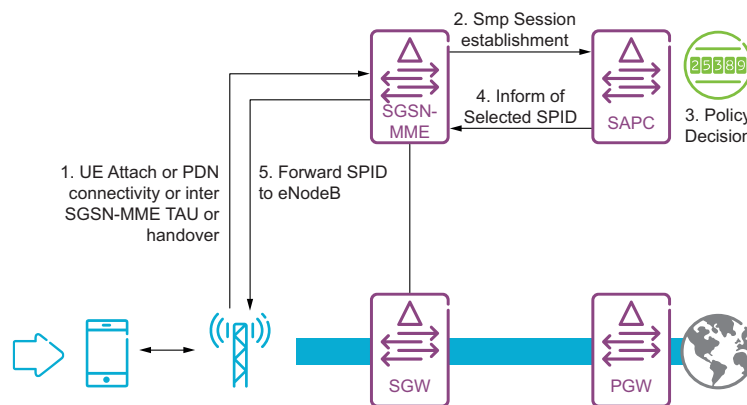 2. Smp Session
establishment
25389
SGSN-
MME
4. Inform of
Selected SPID
SAPC
3. Policy
Decision
1. UE Attach or PDN
connectivity or inter
SGSN-MME TAU or
handover
5. Forward SPID
to eNodeB
SGW
PGW